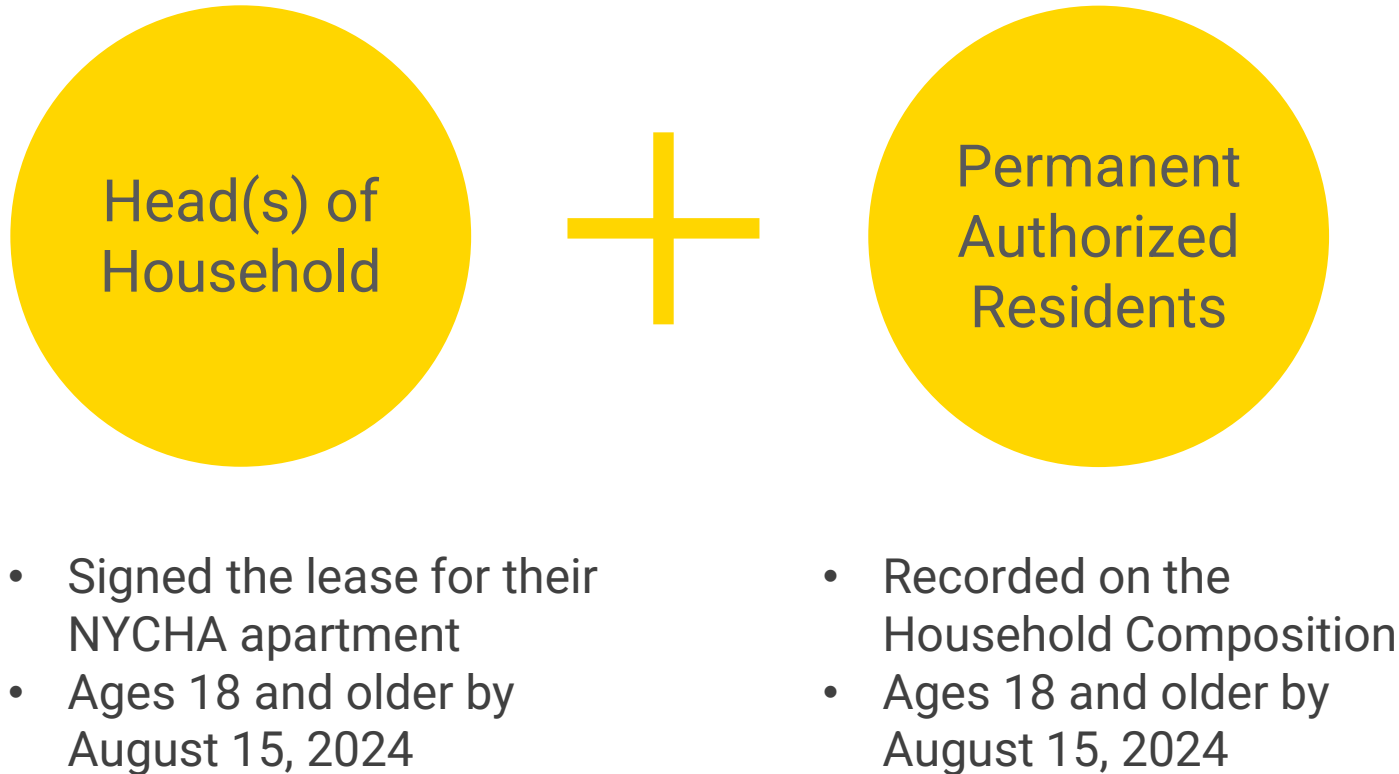 Head(s) of
Household
Permanent
Authorized
Residents
• Signed the lease for their
NYCHA apartment
• Ages 18 and older by
August 15, 2024
• Recorded on the
Household Composition
• Ages 18 and older by
August 15, 2024